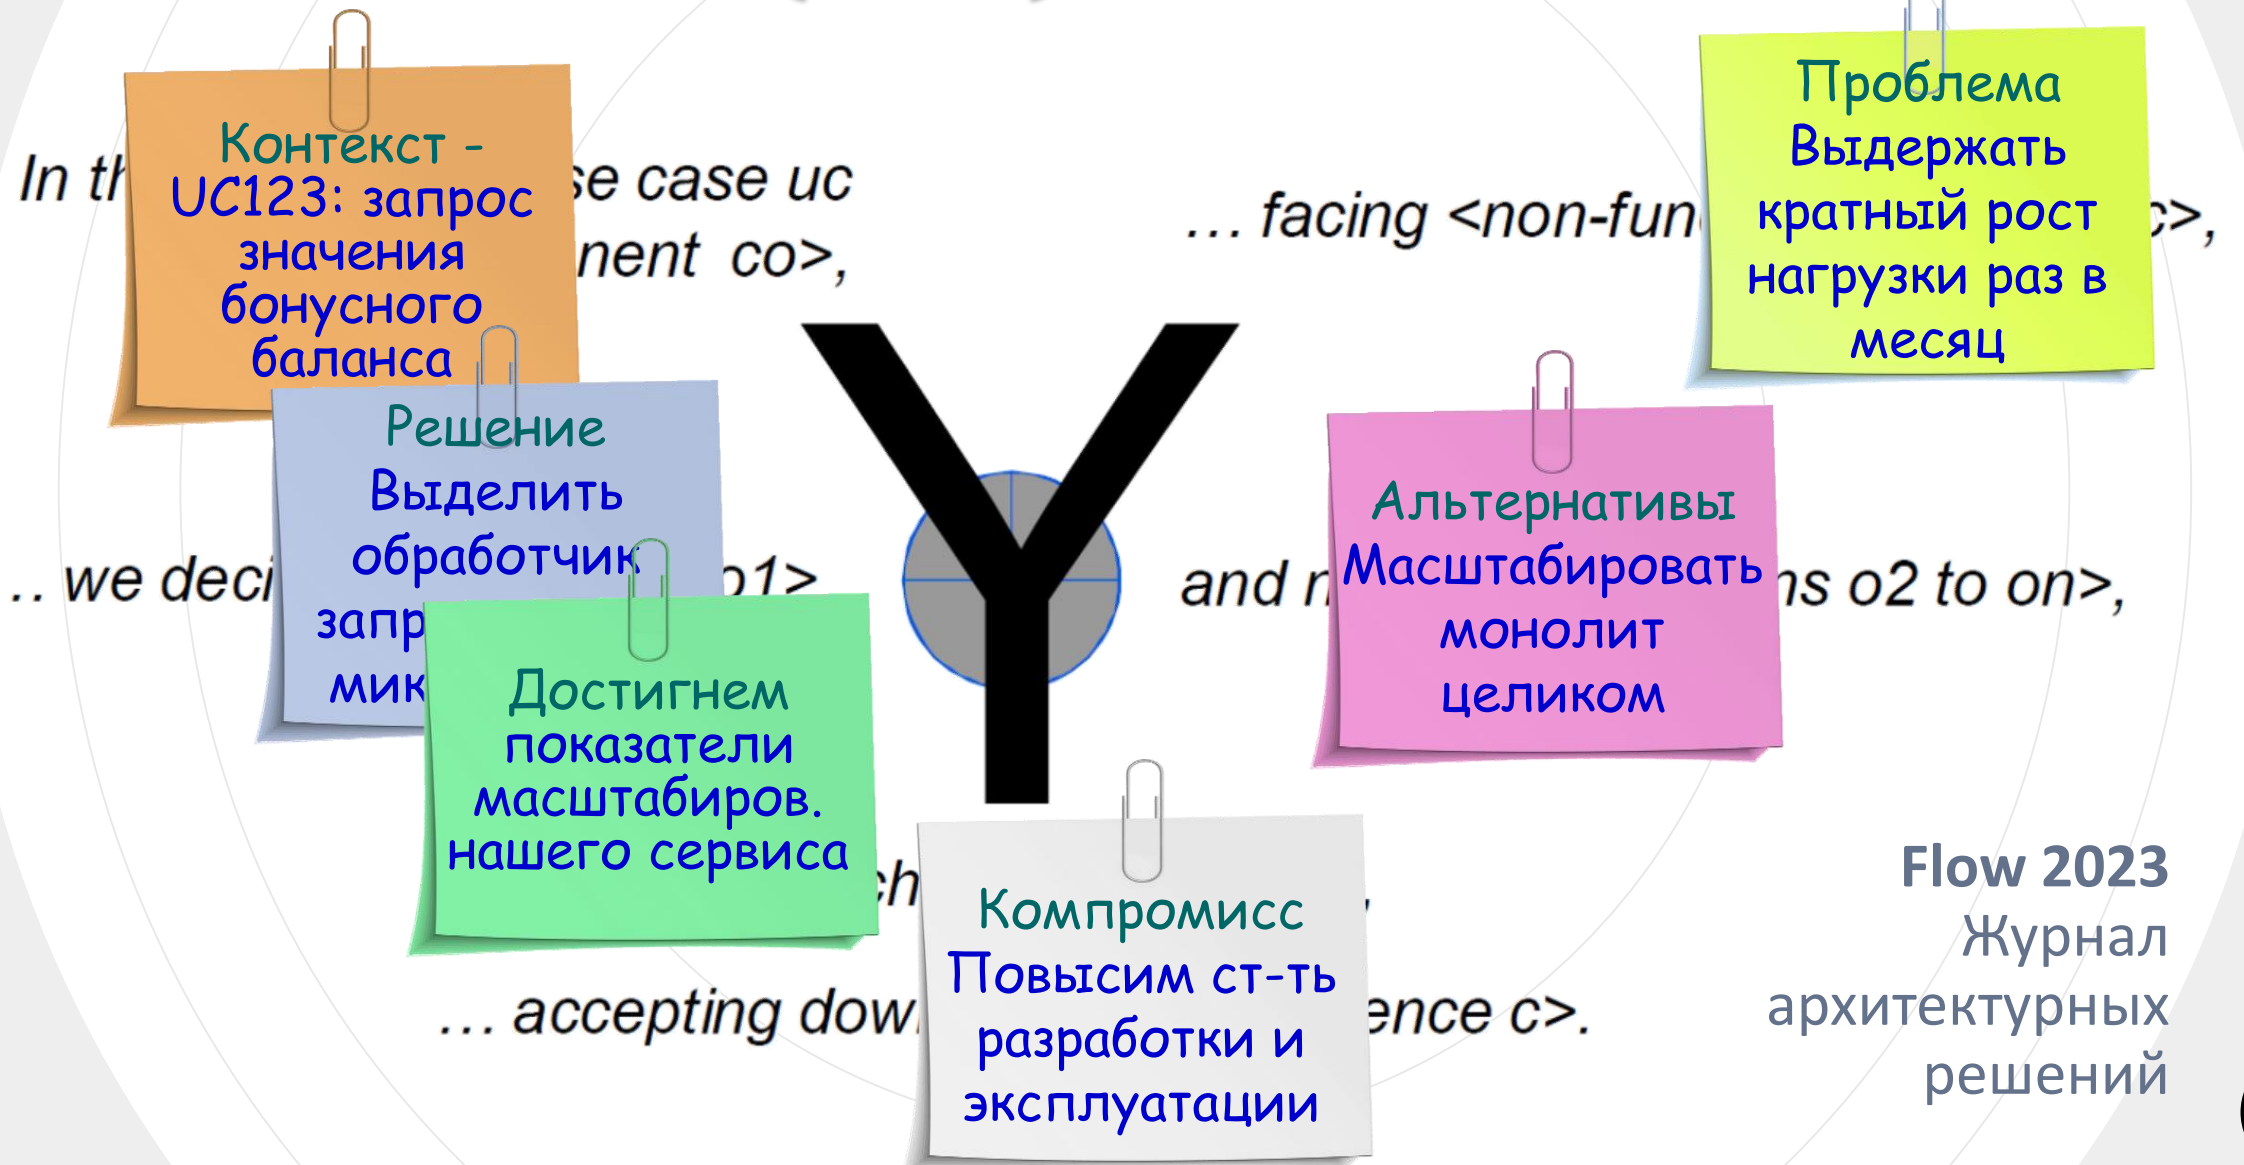 Контекст -
UC123: запрос
значения
бонусного
баланса
In th
se case uc
nent co>,
Проблема
Выдержать
кратный рост
нагрузки раз в
месяц
... facing <non-fun
c>,
Решение
Выделить
обработчик
запр
мик
.. we deci
o1>
Y
Альтернативы
Масштабировать
монолит
целиком
and n
ns o2 to on>,
Достигнем
показатели
масштабиров.
нашего сервиса
ch
,
Компромисс
Повысим ст-ть
разработки и
эксплуатации
... accepting dow
ence c>.
Flow 2023
Журнал
архитектурных
решений